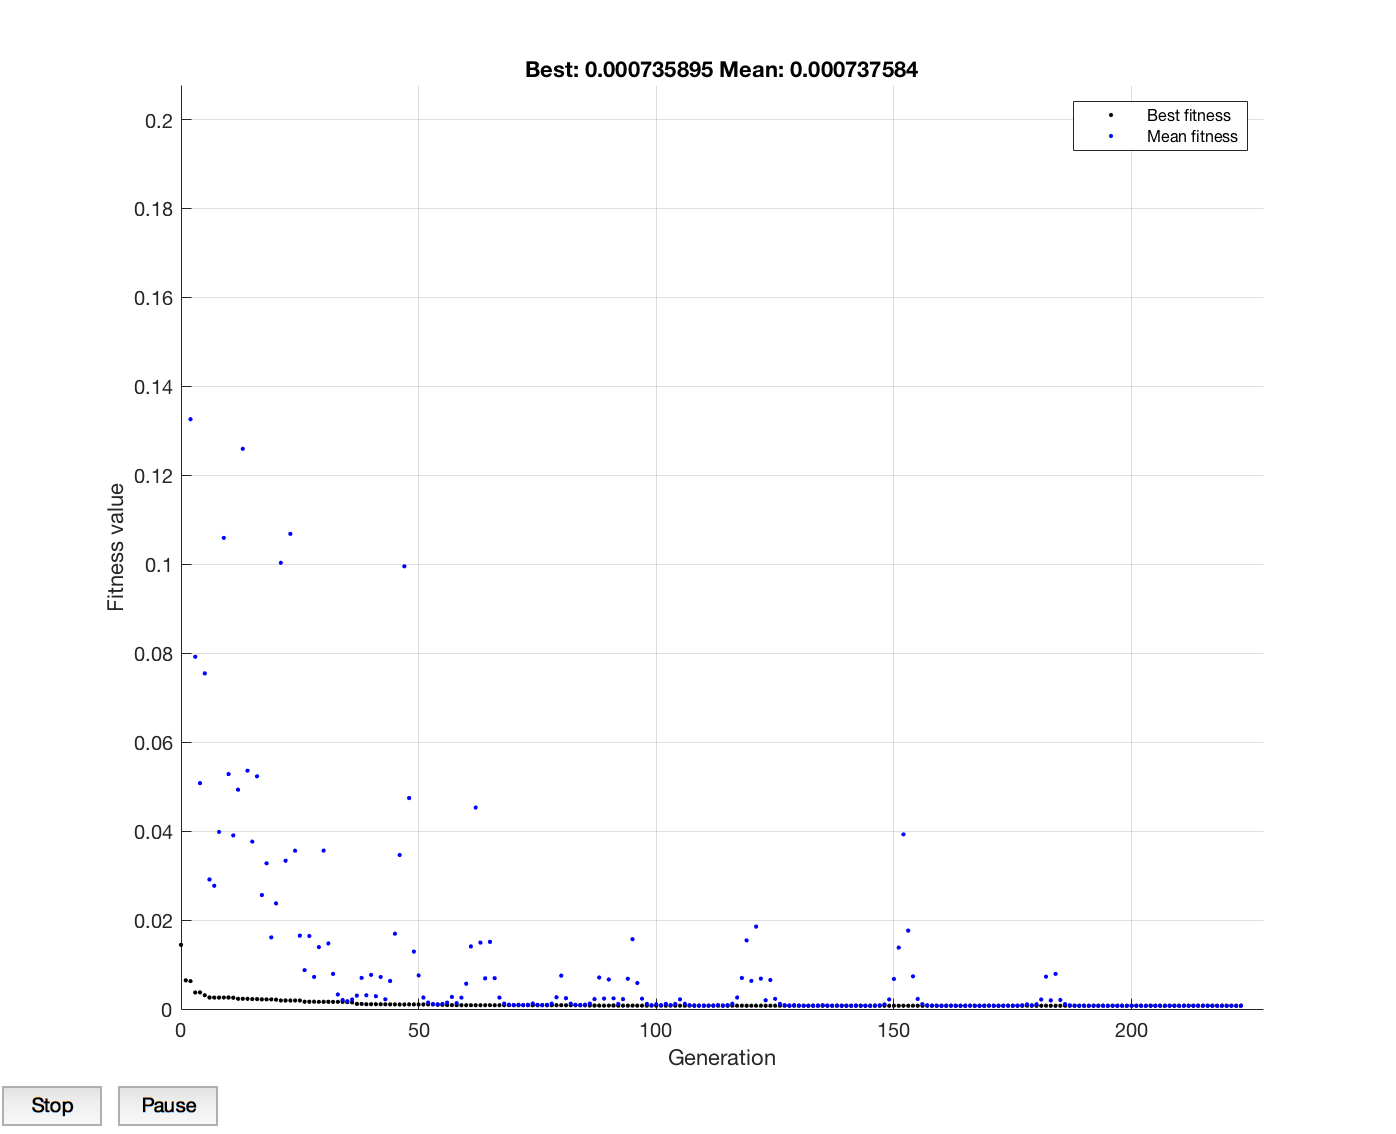 Best: 0.000735895 Mean: 0.000737584
Best fitness
Mean fitness
0.2
0.18
0.16
0.14
0.12
0.1
0.08
0.06
0.04
0.02
0
Fitness value
0 50 100 150 200
Generation
Stop Pause